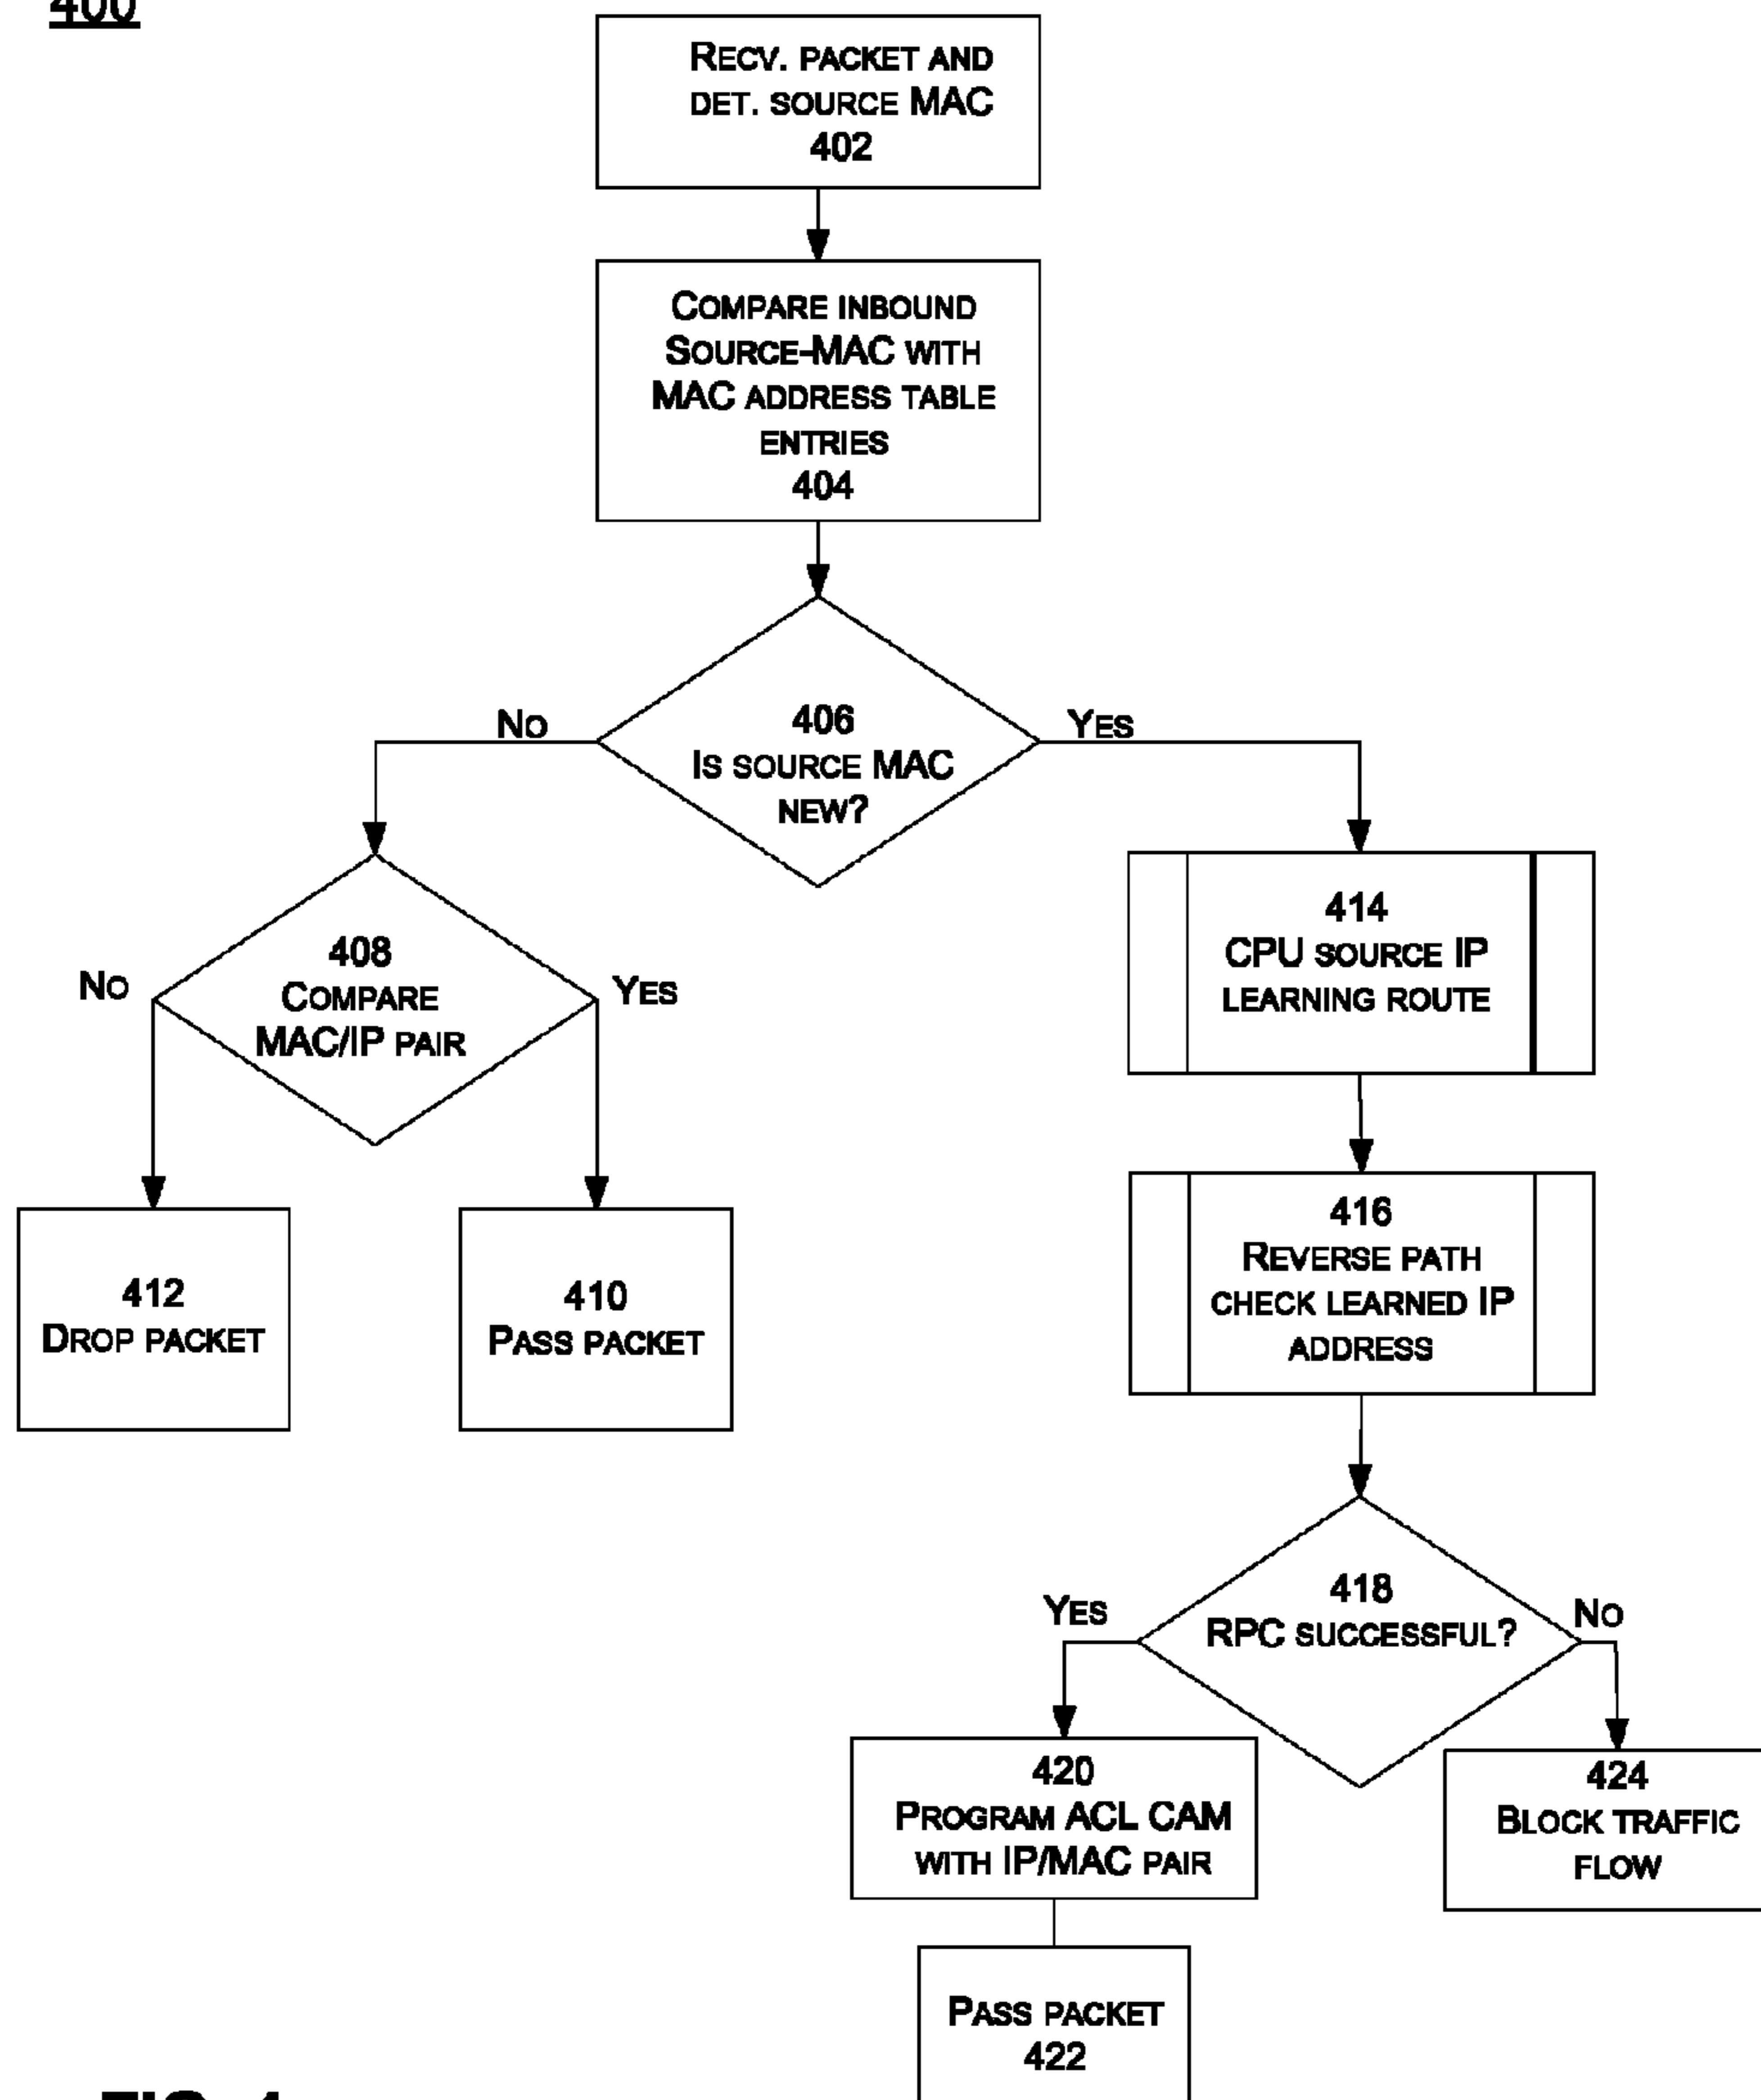 400
RECV. PACKET AND
DET. SOURCE MAC
402
COMPARE INBOUND
SOURCE-MAC WITH
MAC ADDRESS TABLE
ENTRIES
404
NO
406
IS SOURCE MAC
NEW?
YES
NO
408
COMPARE
MAC/IP PAIR
YES
414
CPU SOURCE IP
LEARNING ROUTE
412
DROP PACKET
410
PASS PACKET
416
REVERSE PATH
CHECK LEARNED IP
ADDRESS
YES
418
RPC SUCCESSFUL?
NO
420
PROGRAM ACL CAM
WITH IP/MAC PAIR
424
BLOCK TRAFFIC
FLOW
PASS PACKET
422